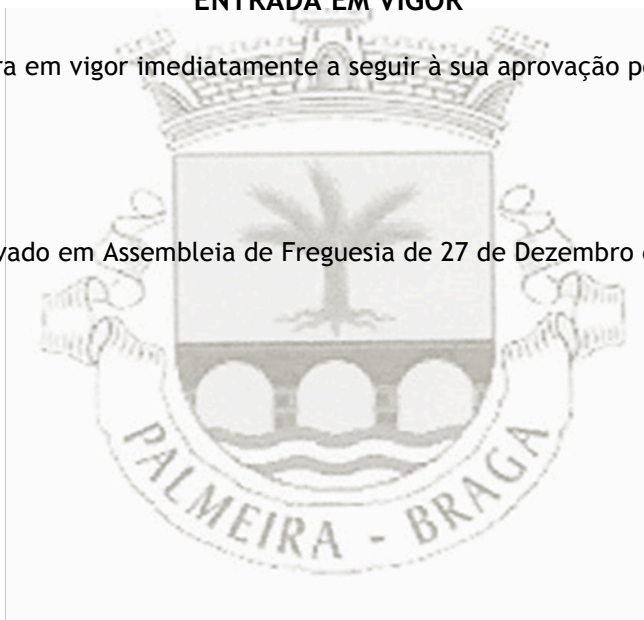 ENTRADA EM VIGOR
ra em vigor imediatamente a seguir à sua aprovação p
vado em Assembleia de Freguesia de 27 de Dezembro
PALMEIRA - BRAGA